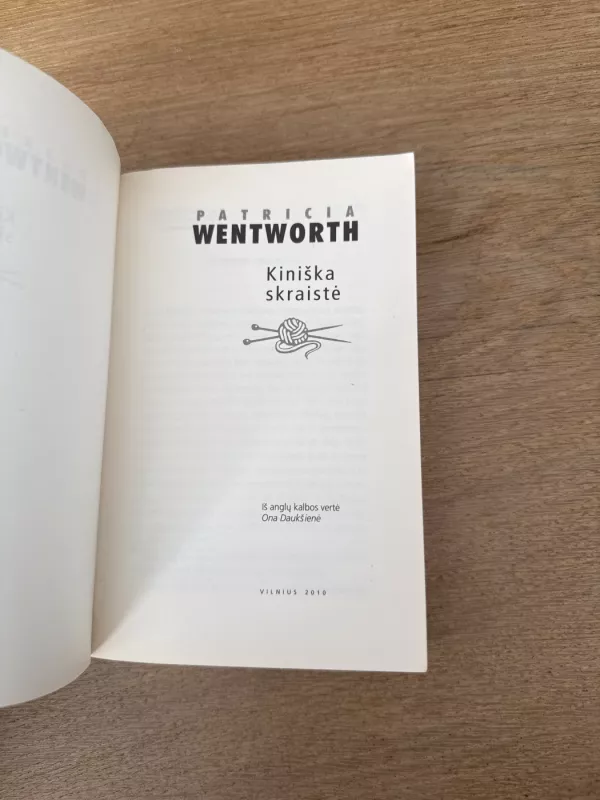 PATRICIA
WENTWORTH
Kiniška
skraistė
Iš anglų kalbos vertė
Ona Daukšienė
VILNIUS 2010